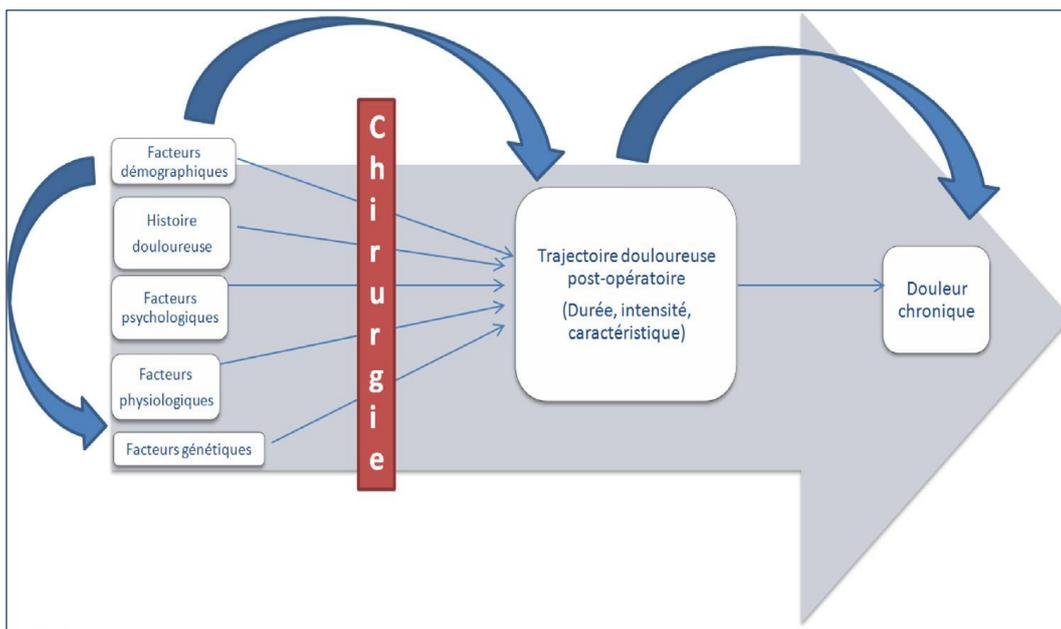 Facteurs
démographiques
Histoire
douloureuse
Facteurs
psychologiques
Facteurs
physiologiques
Facteurs génétiques
Chirurgie
Trajectoire douloureuse
post-opératoire
(Durée, intensité,
caractéristique)
Douleur
chronique